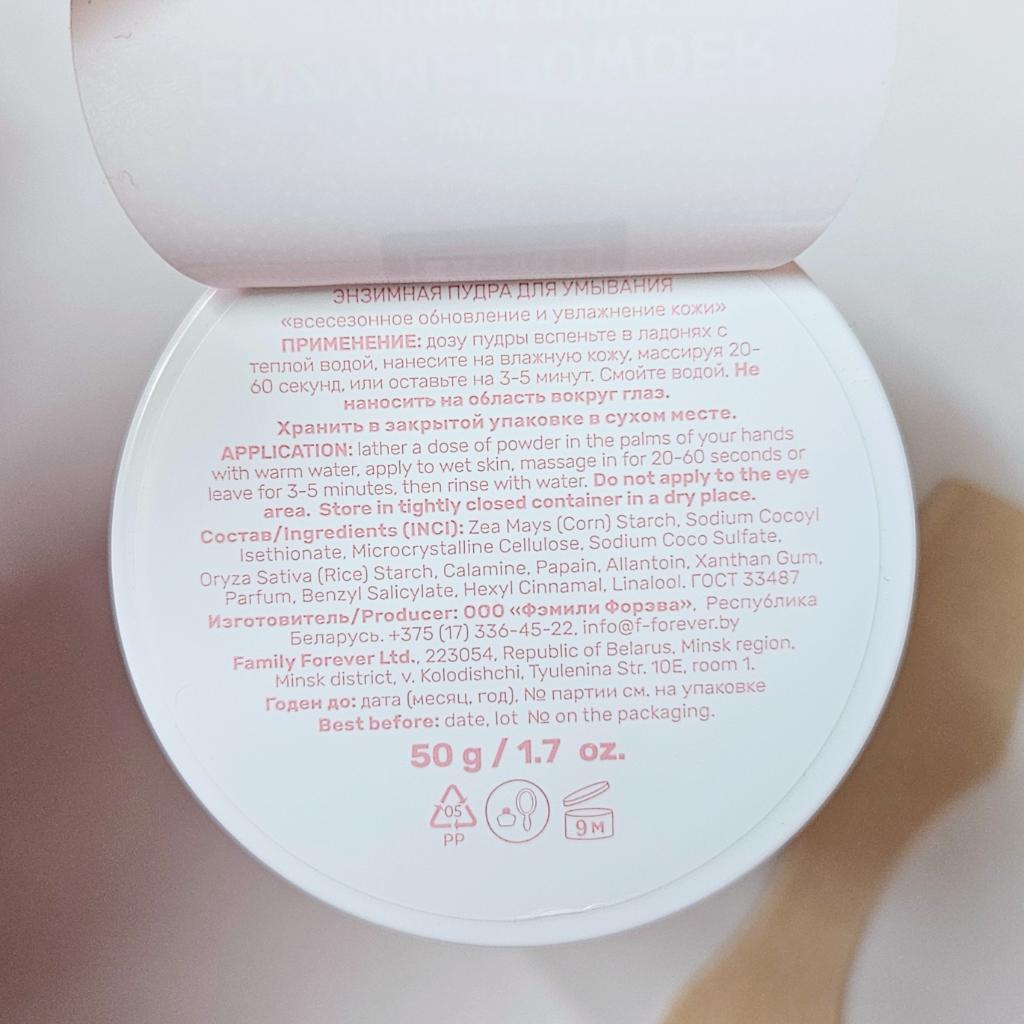 ENZYME POWDER
ЭНЗИМНАЯ ПУДРА ДЛЯ УМЫВАНИЯ
«всесезонное обновление и увлажнение кожи»
ПРИМЕНЕНИЕ: дозу пудры вспеньте в ладонях с
теплой водой, нанесите на влажную кожу, массируя 20-
60 секунд, или оставьте на 3-5 минут. Смойте водой. Не
наносить на область вокруг глаз.
Хранить в закрытой упаковке в сухом месте.
APPLICATION: lather a dose of powder in the palms of your hands
with warm water, apply to wet skin, massage in for 20-60 seconds or
leave for 3-5 minutes, then rinse with water. Do not apply to the eye
area. Store in tightly closed container in a dry place.
Состав/Ingredients (INCI): Zea Mays (Corn) Starch, Sodium Cocoyl
Isethionate, Microcrystalline Cellulose, Sodium Coco Sulfate,
Oryza Sativa (Rice) Starch, Calamine, Papain, Allantoin, Xanthan Gum,
Parfum, Benzyl Salicylate, Hexyl Cinnamal, Linalool. ГОСТ 33487
Изготовитель/Producer: ООО «Фэмили Форэва», Республика
Беларусь. +375 (17) 336-45-22, info@f-forever.by
Family Forever Ltd., 223054, Republic of Belarus, Minsk region,
Minsk district, v. Kolodishchi, Tyulenina Str. 10E, room 1.
Годен до: дата (месяц, год), № партии см. на упаковке
Best before: date, lot № on the packaging.
50 g / 1.7 oz.
05
PP
9 M